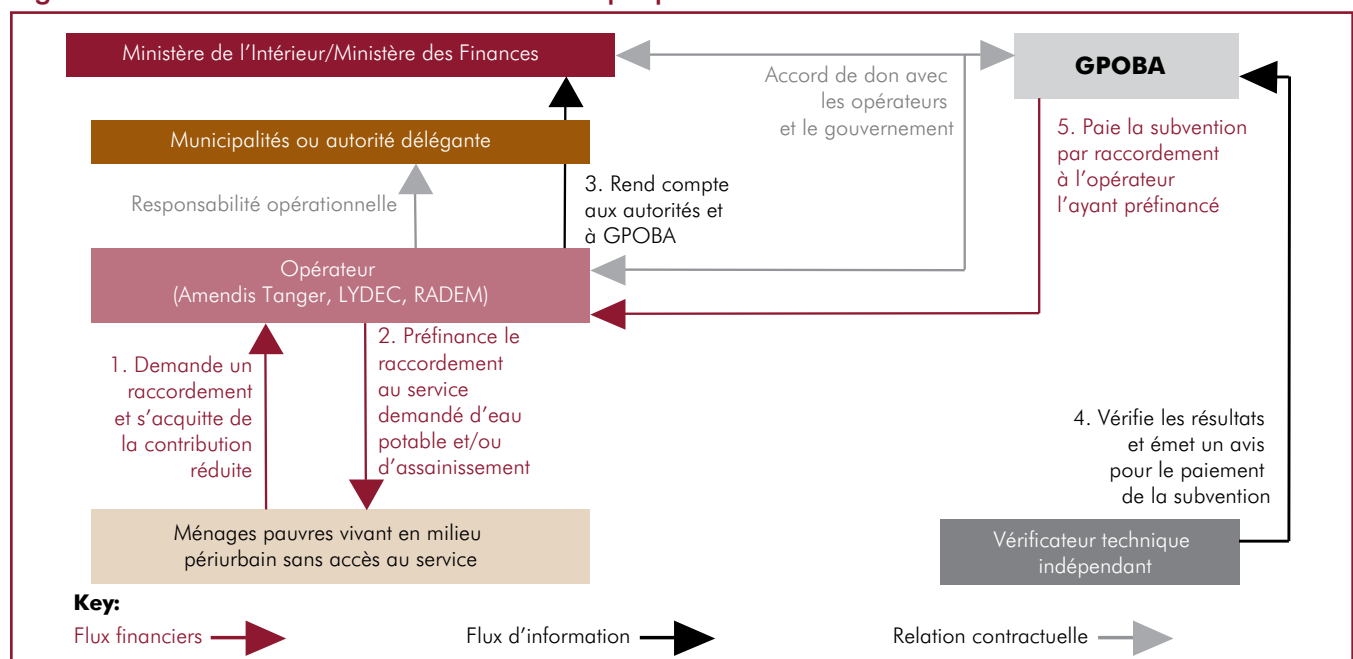 Ministère de l'Intérieur/Ministère des Finances
GPOBA
Accord de don avec
les opérateurs
et le gouvernement
Municipalités ou autorité délégante
5. Paie la subvention
par raccordement
à l'opérateur
l'ayant préfinancé
Responsabilité opérationnelle
3. Rend compte
aux autorités et
à GPOBA
Opérateur
(Amendis Tanger, LYDEC, RADEM)
1. Demande un
raccordement
et s'acquitte de
la contribution
réduite
2. Préfinance le
raccordement
au service
demandé d'eau
potable et/ou
d'assainissement
4. Vérifie les résultats
et émet un avis
pour le paiement
de la subvention
Ménages pauvres vivant en milieu
périurbain sans accès au service
Vérificateur technique
indépendant
Key:
Flux financiers
Flux d'information
Relation contractuelle